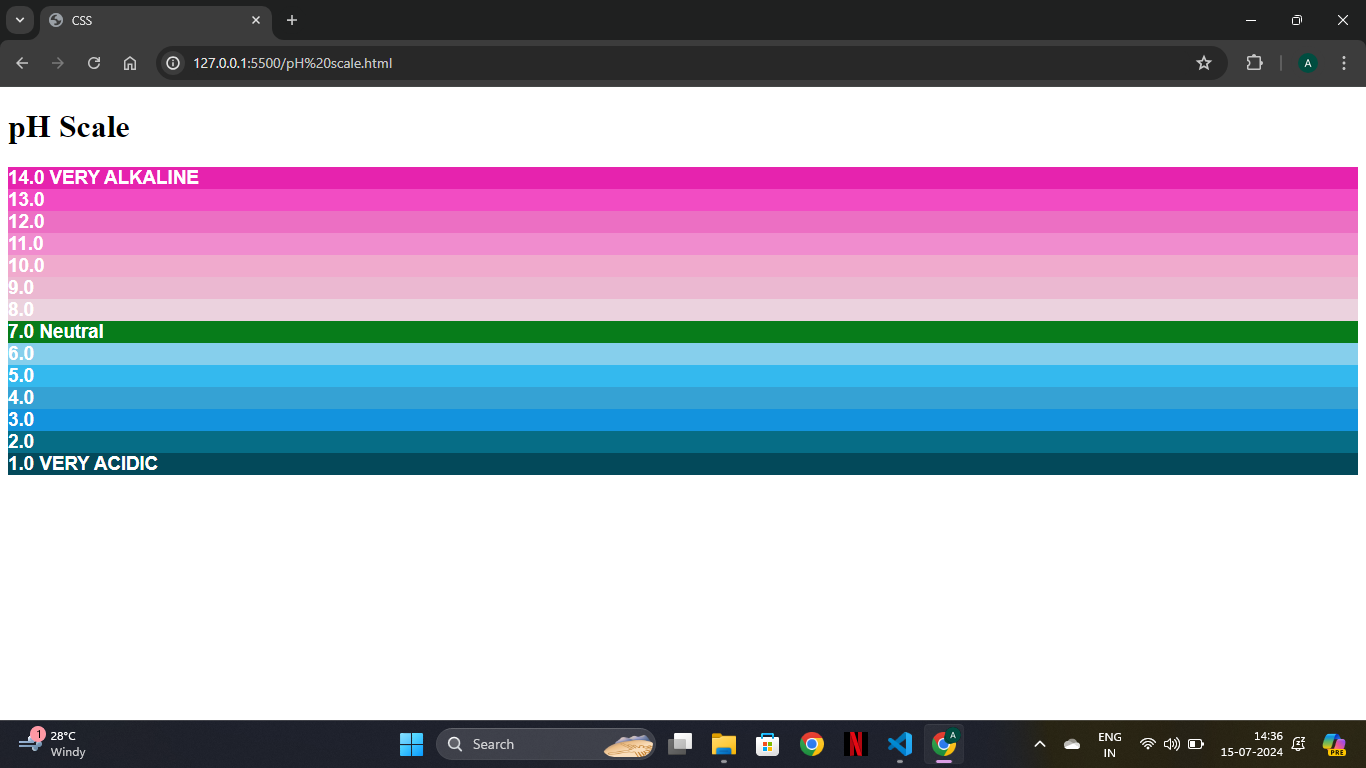 CSS
127.0.0.1:5500/pH%20scale.html
A
pH Scale
14.0 VERY ALKALINE
13.0
12.0
11.0
10.0
9.0
8.0
7.0 Neutral
6.0
5.0
4.0
3.0
2.0
1.0 VERY ACIDIC
1
28°C
Windy
Search
N
A
ENG
IN
14:36
15-07-2024
PRE